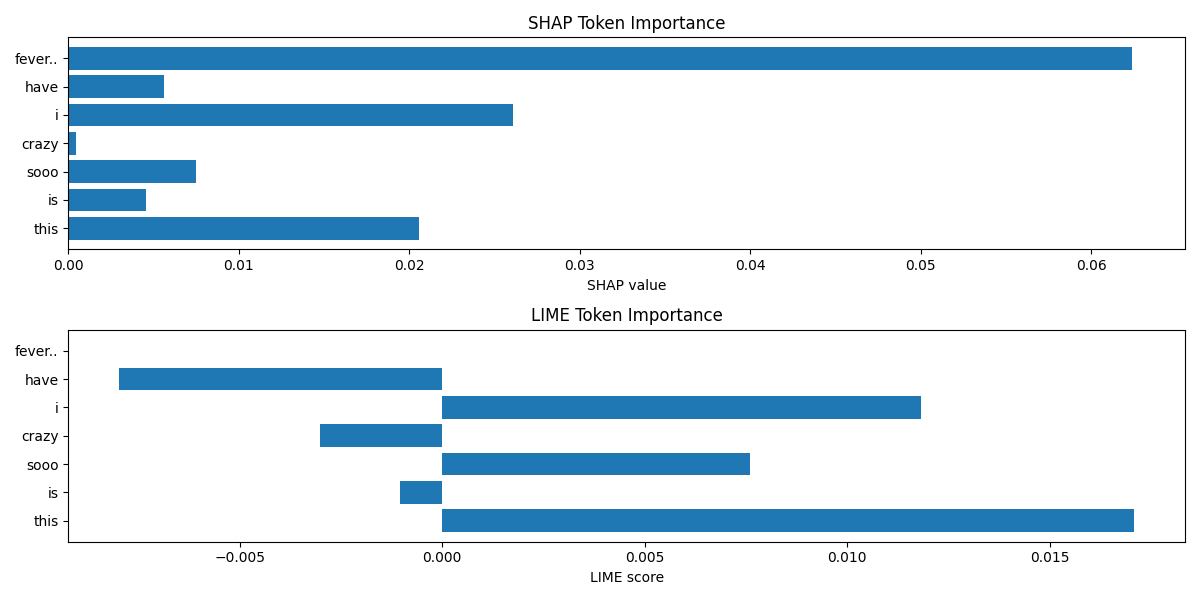 SHAP Token Importance
fever..
have
i
crazy
sooo
is
this
0.00 0.01 0.02 0.03 0.04 0.05 0.06
SHAP value
LIME Token Importance
fever..
have
i
crazy
sooo
is
this
−0.005 0.000 0.005 0.010 0.015
LIME score